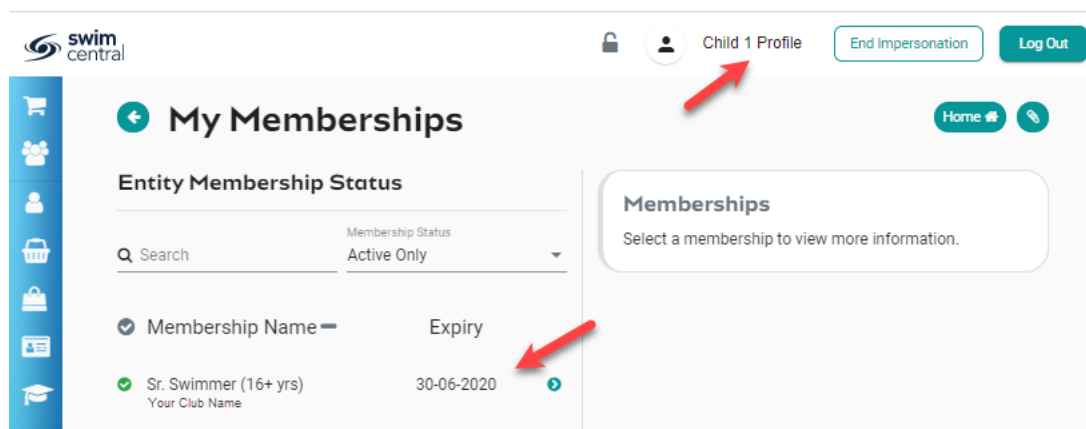 swim
central
Child 1 Profile
End Impersonation
Log Out
My Memberships
Home
Entity Membership Status
Memberships
Select a membership to view more information.
Membership Status
Search
Active Only
Membership Name
Expiry
Sr. Swimmer (16+ yrs)
30-06-2020
Your Club Name